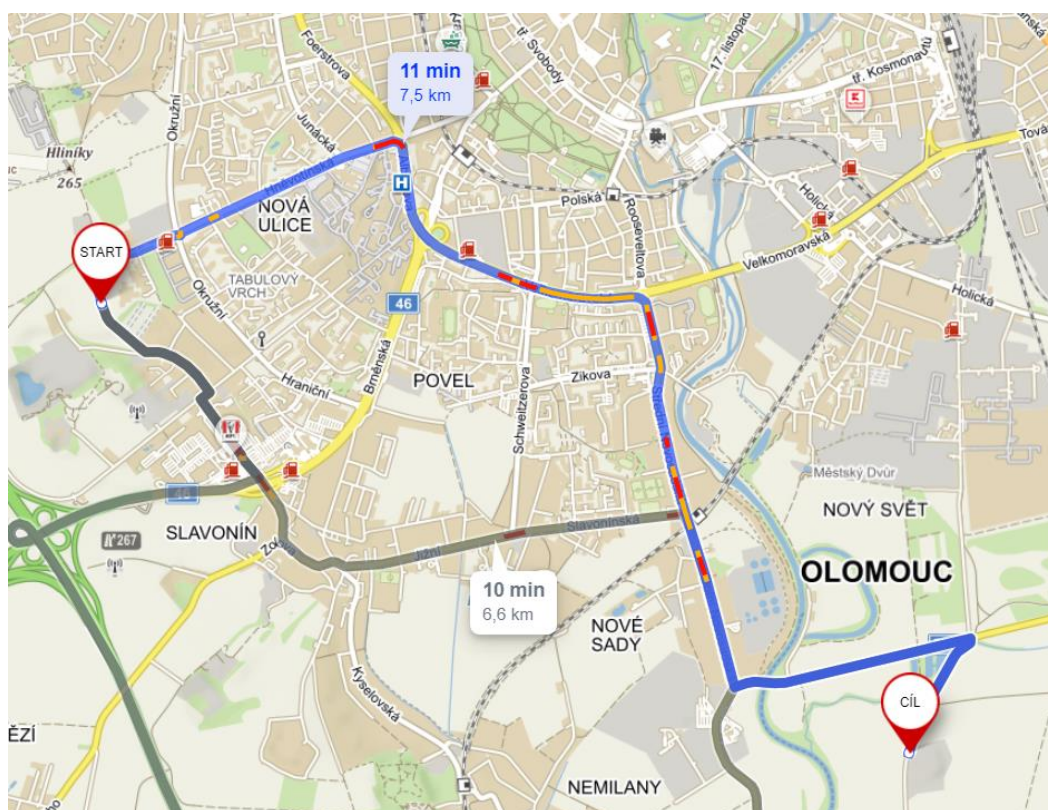 Foerstrova
tř. Svobody
17. listopadu
tř. Kosmonautů
11 min
7,5 km
Okružní
Junácká
Hliníky
265
Hněvotínská
NOVÁ
ULICE
H
Polská
Rooseveltova
Holická
Velkomoravská
START
TABULOVÝ
VRCH
Okružní
46
Holická
Brněnská
Hraniční
POVEL
Zikova
Schweitzerova
Městský Dvůr
46
NOVÝ SVĚT
SLAVONÍN
267
Zolova
Jižní
Slavonínská
10 min
6,6 km
OLOMOUC
NOVÉ
SADY
Kyselovská
CÍL
NEMILANY